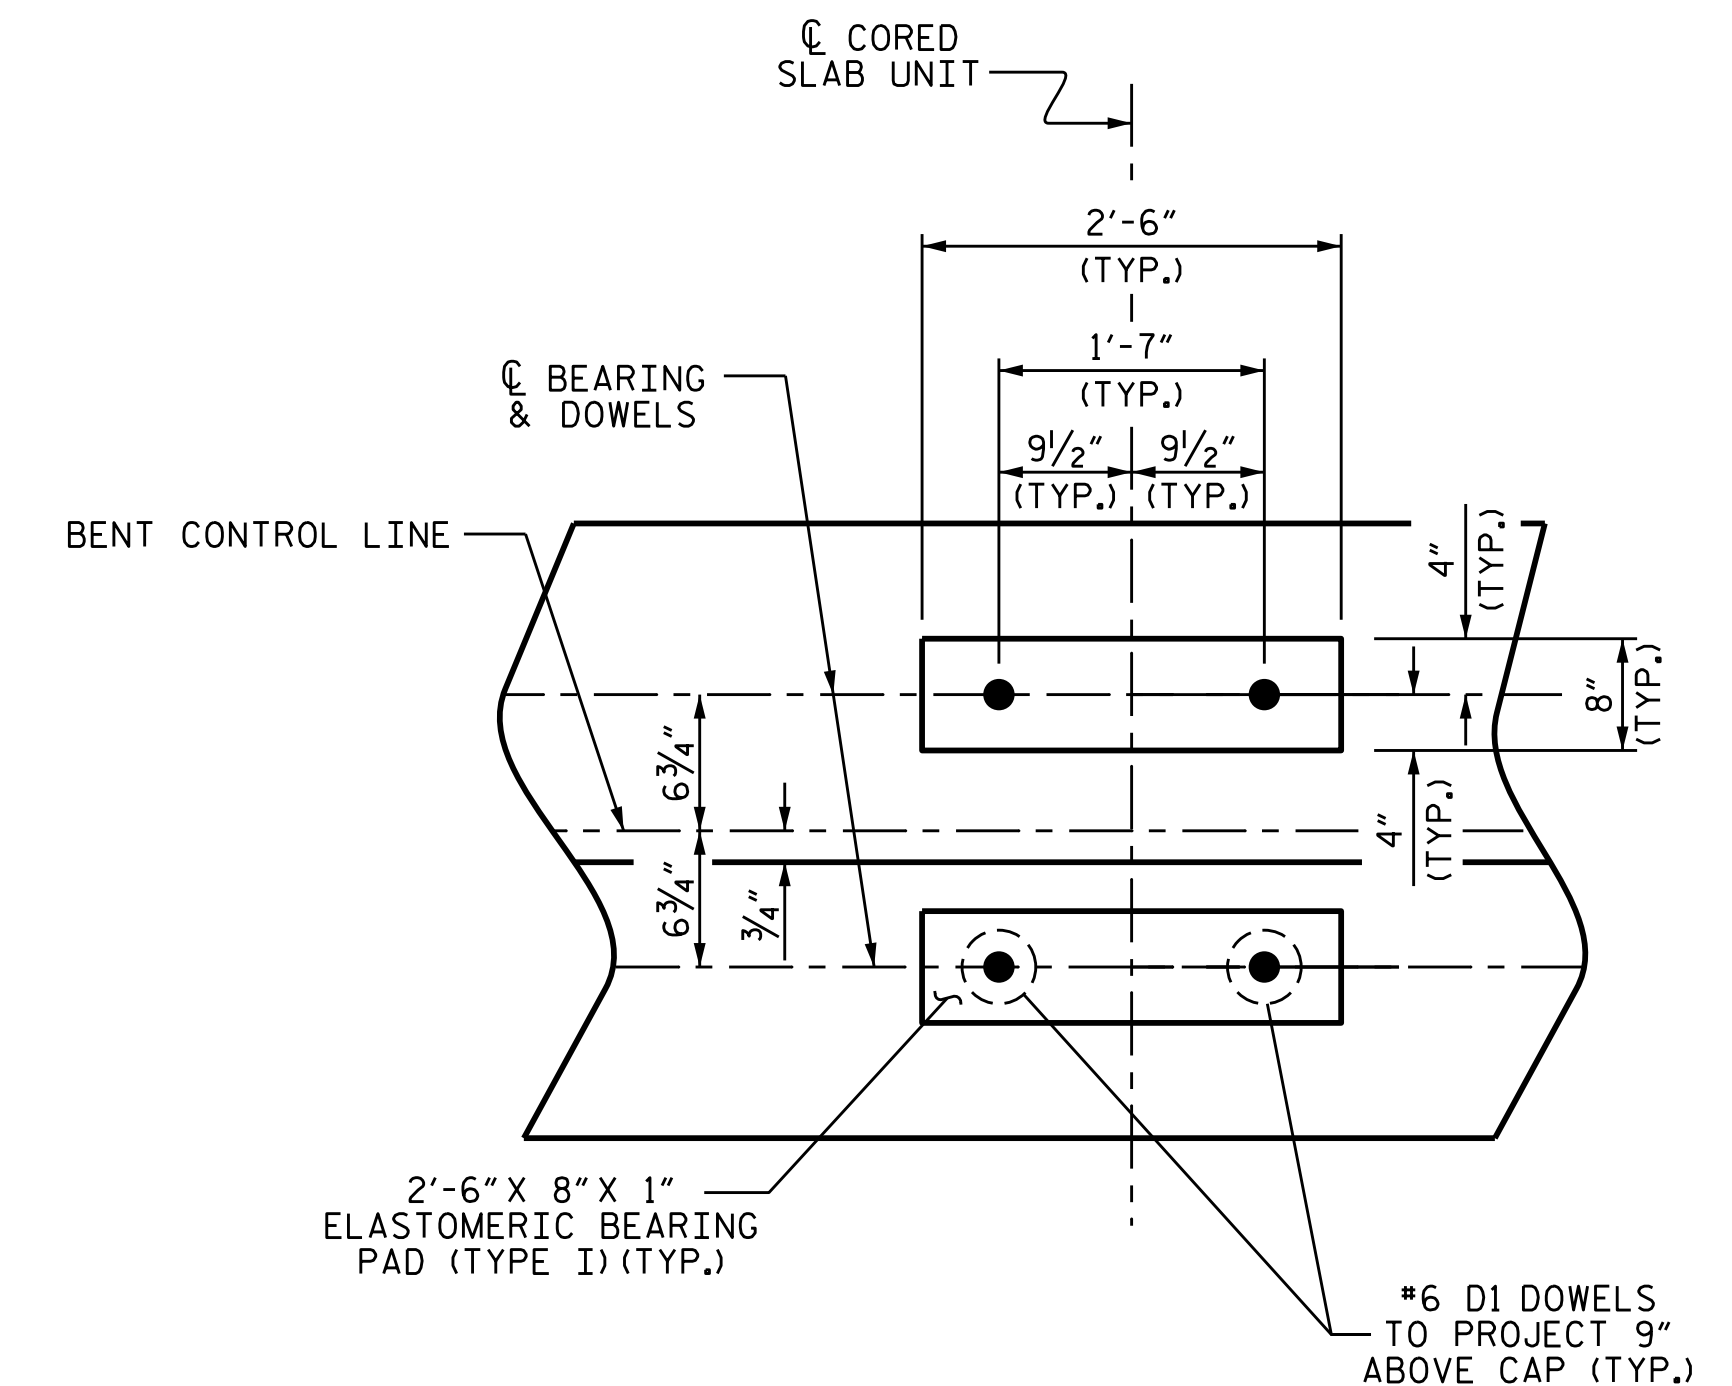 ℄ CORED
SLAB UNIT
2'-6"
(TYP.)
1'-7"
(TYP.)
9½" 9½"
(TYP.) (TYP.)
℄ BEARING
& DOWELS
BENT CONTROL LINE
4"
(TYP.)
8"
(TYP.)
4"
(TYP.)
6¾"
6¾"
¾"
2'-6" X 8" X 1"
ELASTOMERIC BEARING
PAD (TYPE I)(TYP.)
#6 D1 DOWELS
TO PROJECT 9"
ABOVE CAP (TYP.)